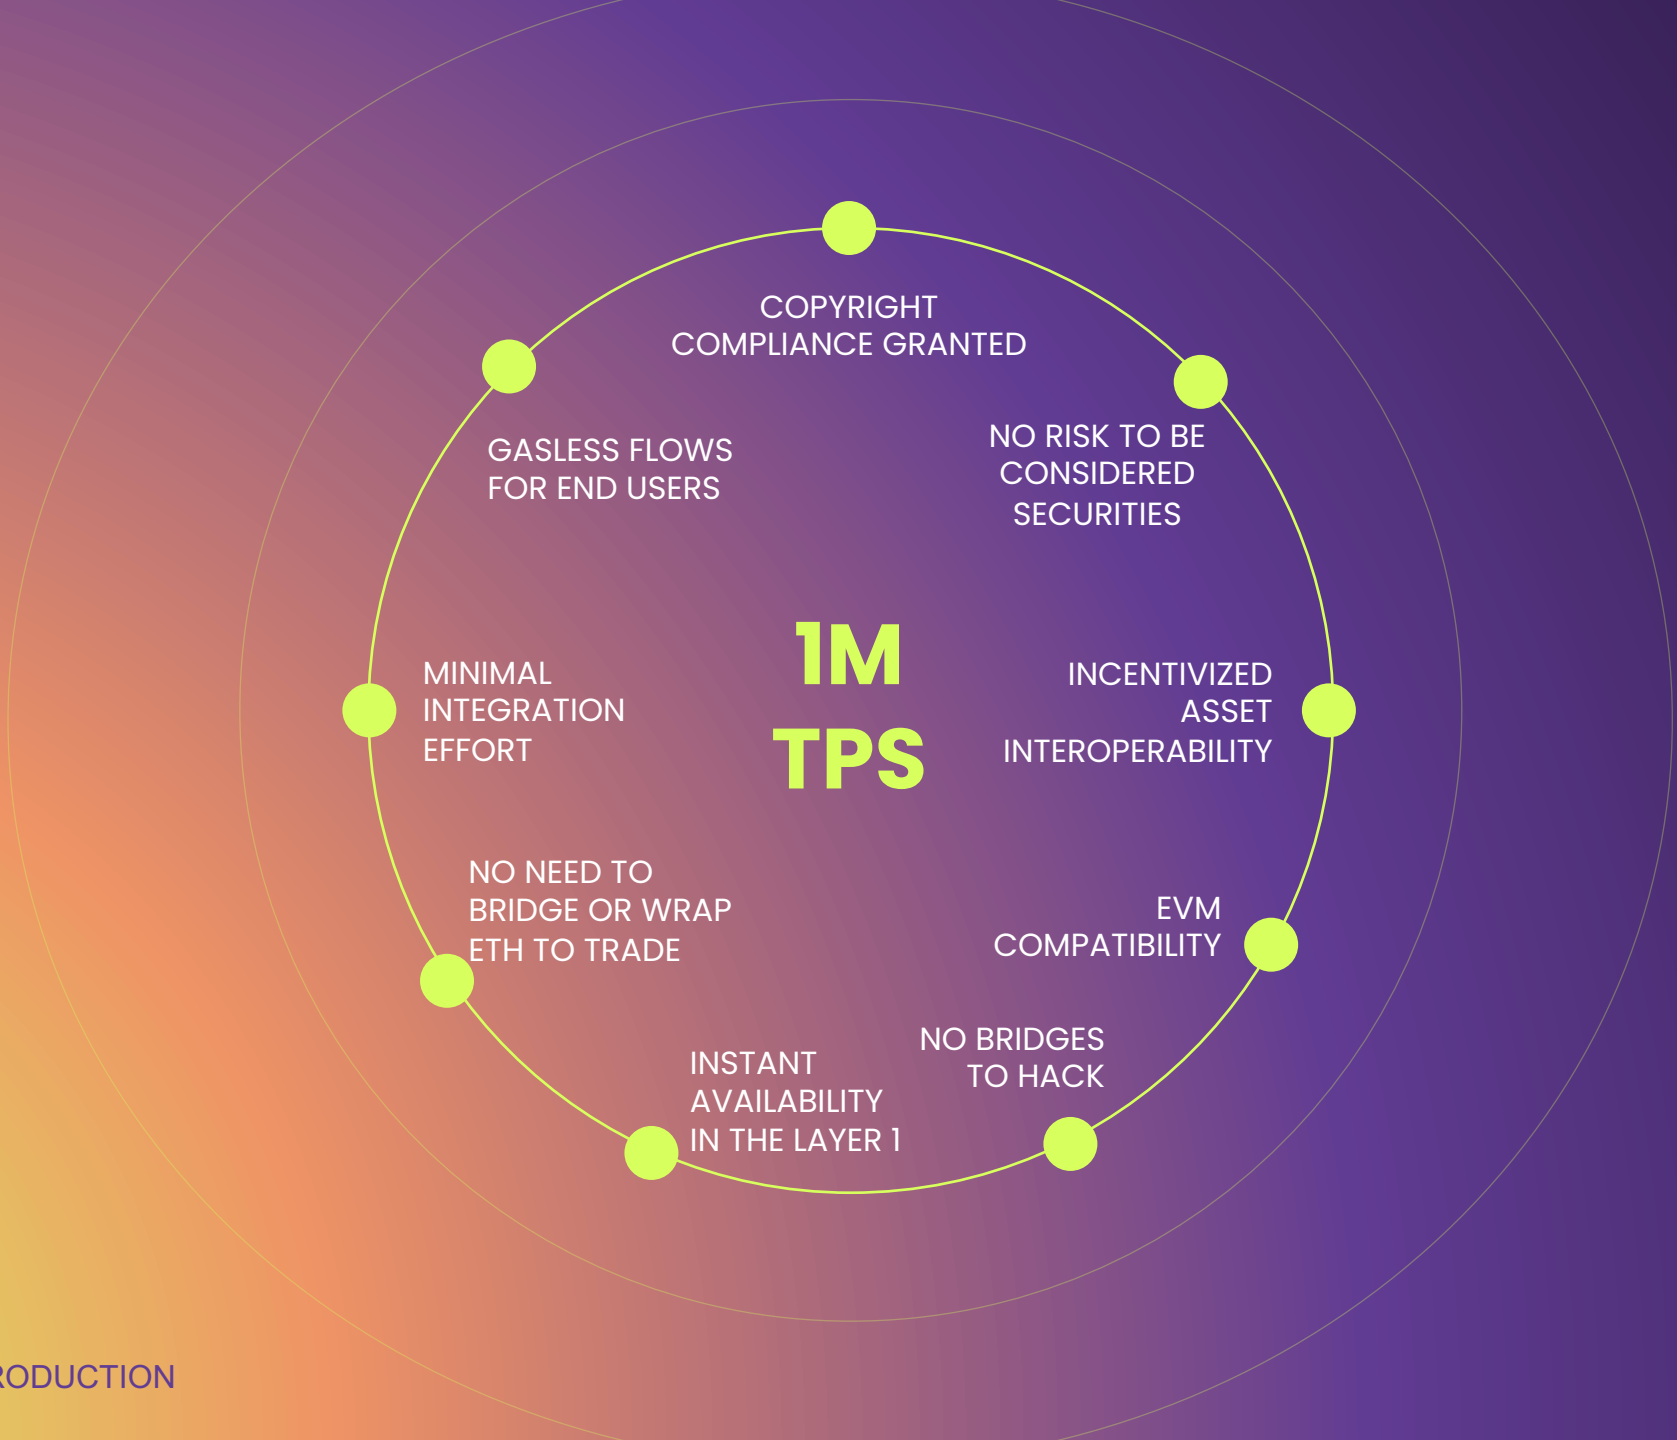 COPYRIGHT
COMPLIANCE GRANTED
NO RISK TO BE
CONSIDERED
SECURITIES
GASLESS FLOWS
FOR END USERS
1M
TPS
MINIMAL
INTEGRATION
EFFORT
INCENTIVIZED
ASSET
INTEROPERABILITY
NO NEED TO
BRIDGE OR WRAP
ETH TO TRADE
EVM
COMPATIBILITY
NO BRIDGES
TO HACK
INSTANT
AVAILABILITY
IN THE LAYER 1
RODUCTION